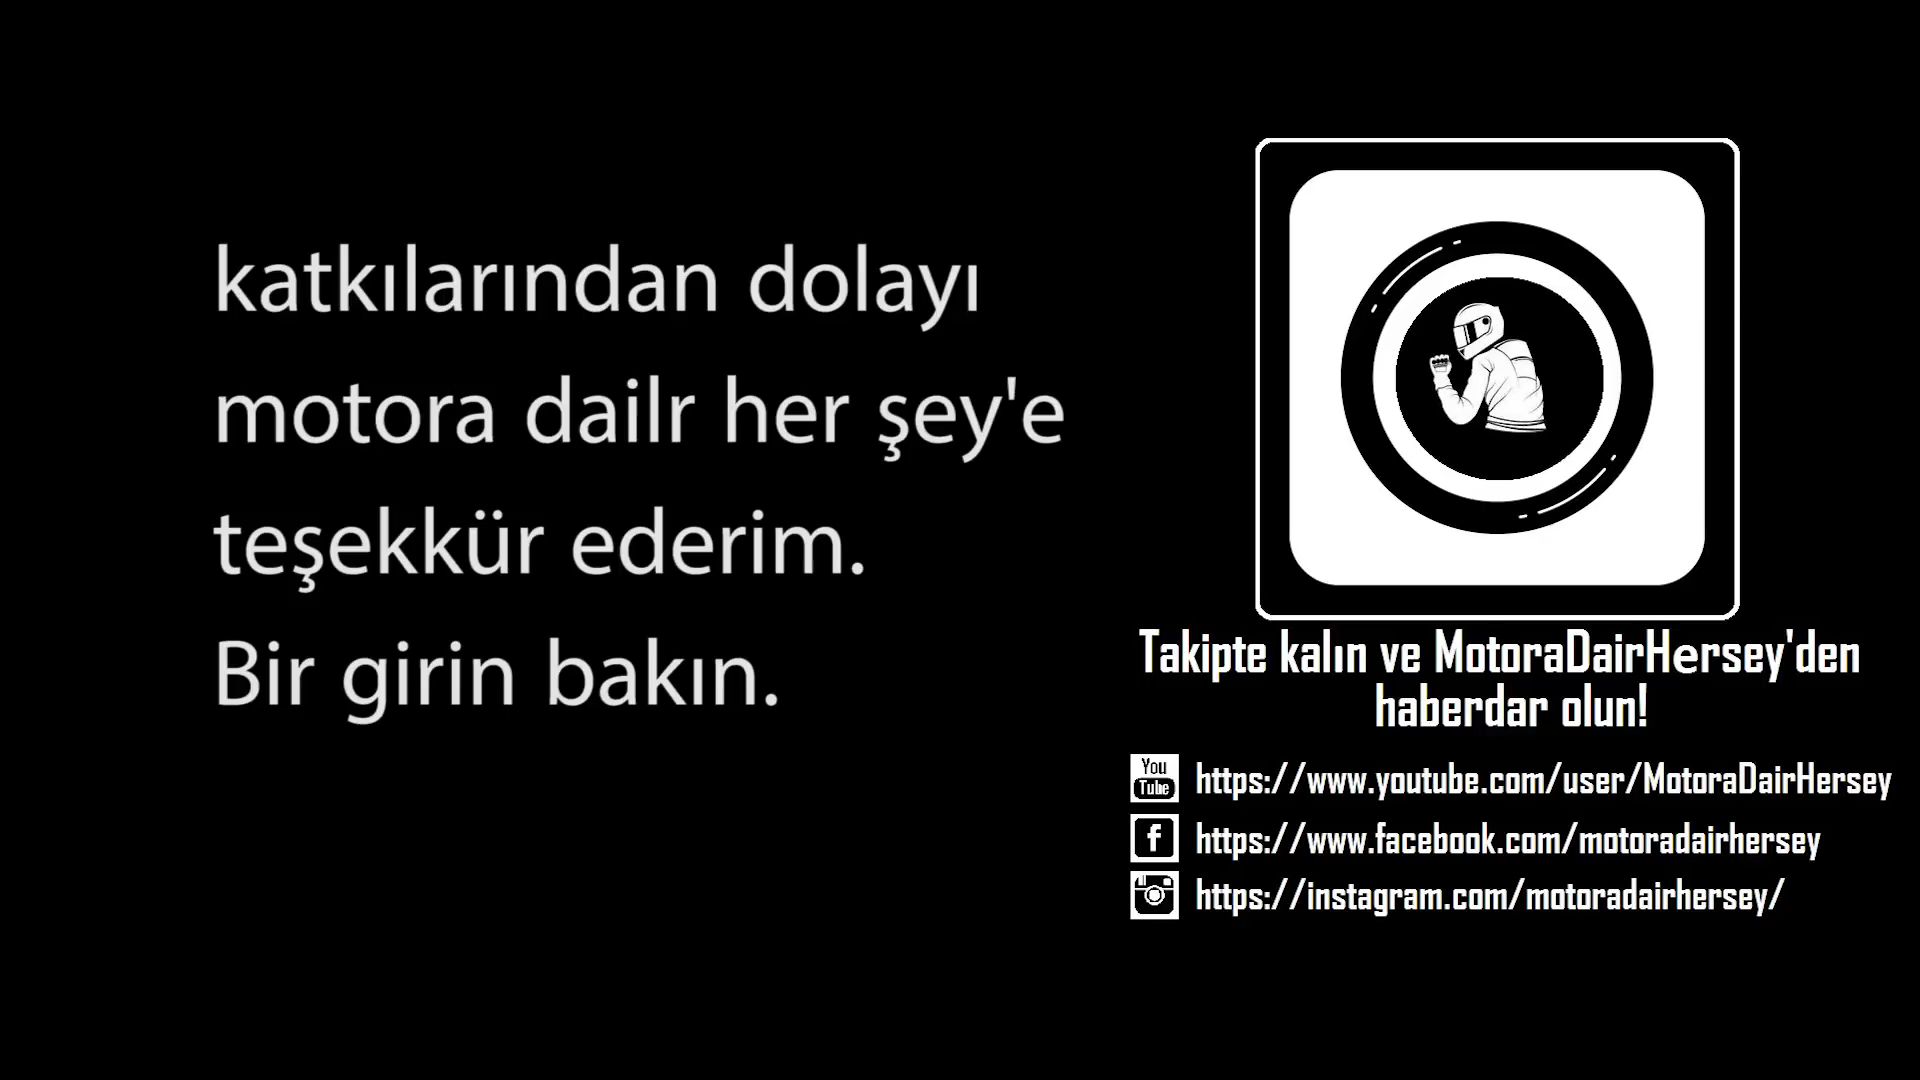 katkılarından dolayı
motora dailr her şey'e
teşekkür ederim.
Bir girin bakın.
Takipte kalın ve MotoraDairHersey'den
haberdar olun!
You
Tube
https://www.youtube.com/user/MotoraDairHersey
f
https://www.facebook.com/motoradairhersey
https://instagram.com/motoradairhersey/